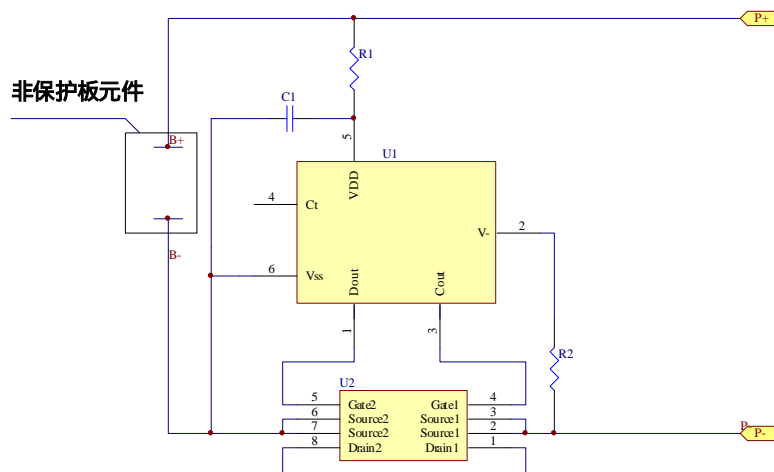 P+
R1
非保护板元件
C1
5
U1
B+
VDD
4
Ct
2
V-
B-
6
Vss
Dout
Cout
1
3
R2
U2
5
Gate2
Gate1
4
6
Source2
Source1
3
7
Source2
Source1
2
8
Drain2
Drain1
1
P-
P-